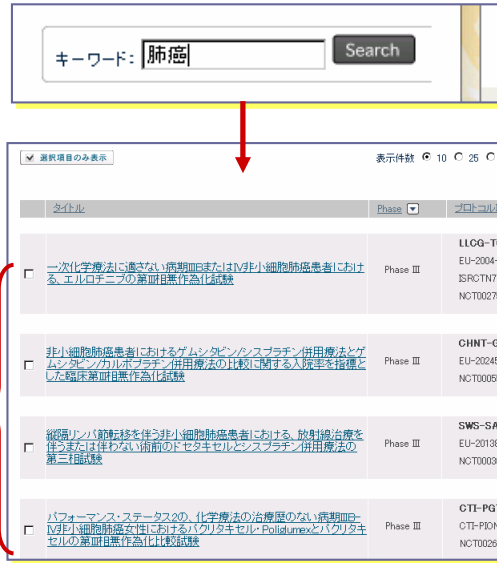 キーワード: 肺癌 Search
選択項目のみ表示 表示件数 10 25
タイトル Phase プロトコル
一次化学療法に適さない病期ⅢBまたはⅣ非小細胞肺癌患者におけ
る、エルロチニブの第Ⅲ相無作為化試験
Phase Ⅲ
LLCG-T
EU-2004-
ISRCTN7
NCT0027
非小細胞肺癌患者におけるゲムシタビン/シスプラチン併用療法とゲ
ムシタビン/カルボプラチン併用療法の比較に関する入院率を指標と
した臨床第Ⅲ相無作為化試験
Phase Ⅲ
CHNT-G
EU-20245
NCT0005
縦隔リンパ節転移を伴う非小細胞肺癌患者における、放射線治療を
伴うまたは伴わない術前のドセタキセルとシスプラチン併用療法の
第三相試験
Phase Ⅲ
SWS-SA
EU-20138
NCT0003
パフォーマンス・ステータス2の、化学療法の治療歴のない病期ⅢB-
Ⅳ非小細胞肺癌女性におけるパクリタキセル・Poliglumexとパクリタキ
セルの第Ⅲ相無作為化比較試験
Phase Ⅲ
CTI-PG
CTI-PION
NCT0026